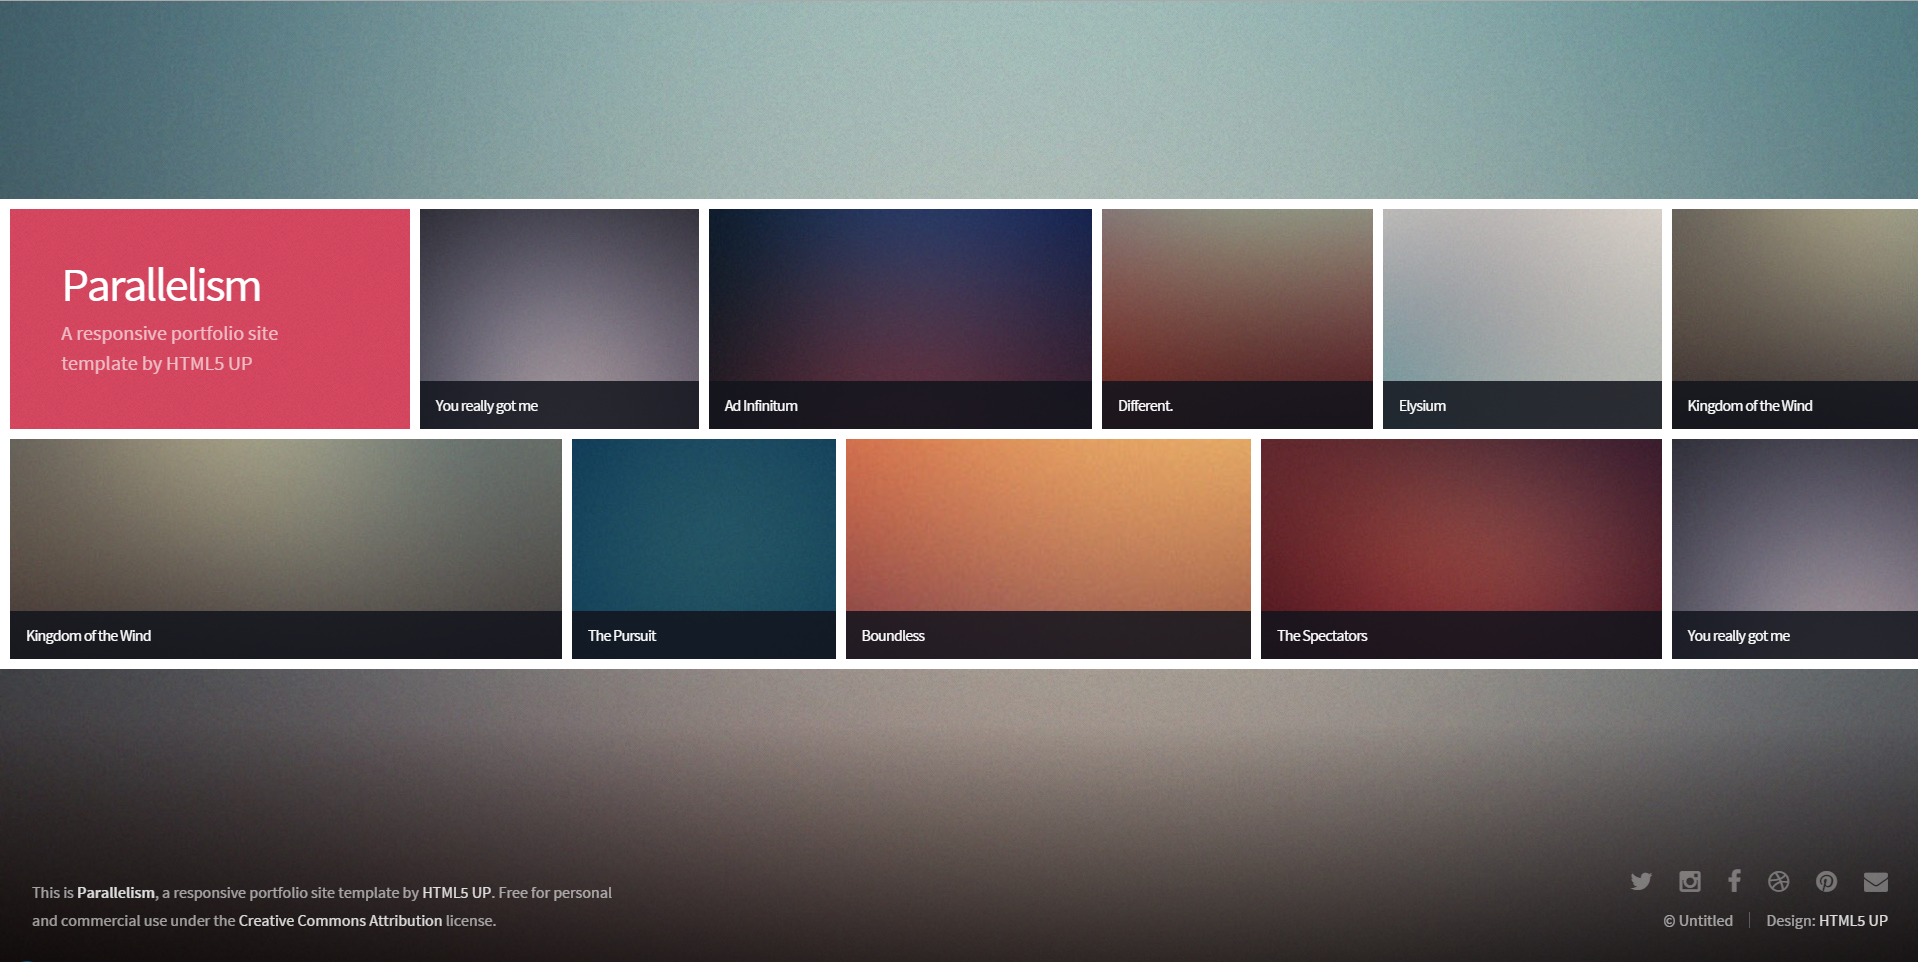 Parallelism
A responsive portfolio site
template by HTML5 UP
You really got me
Ad Infinitum
Different.
Elysium
Kingdom of the Wind
Kingdom of the Wind
The Pursuit
Boundless
The Spectators
You really got me
This is Parallelism, a responsive portfolio site template by HTML5 UP. Free for personal
and commercial use under the Creative Commons Attribution license.
© Untitled
Design: HTML5 UP